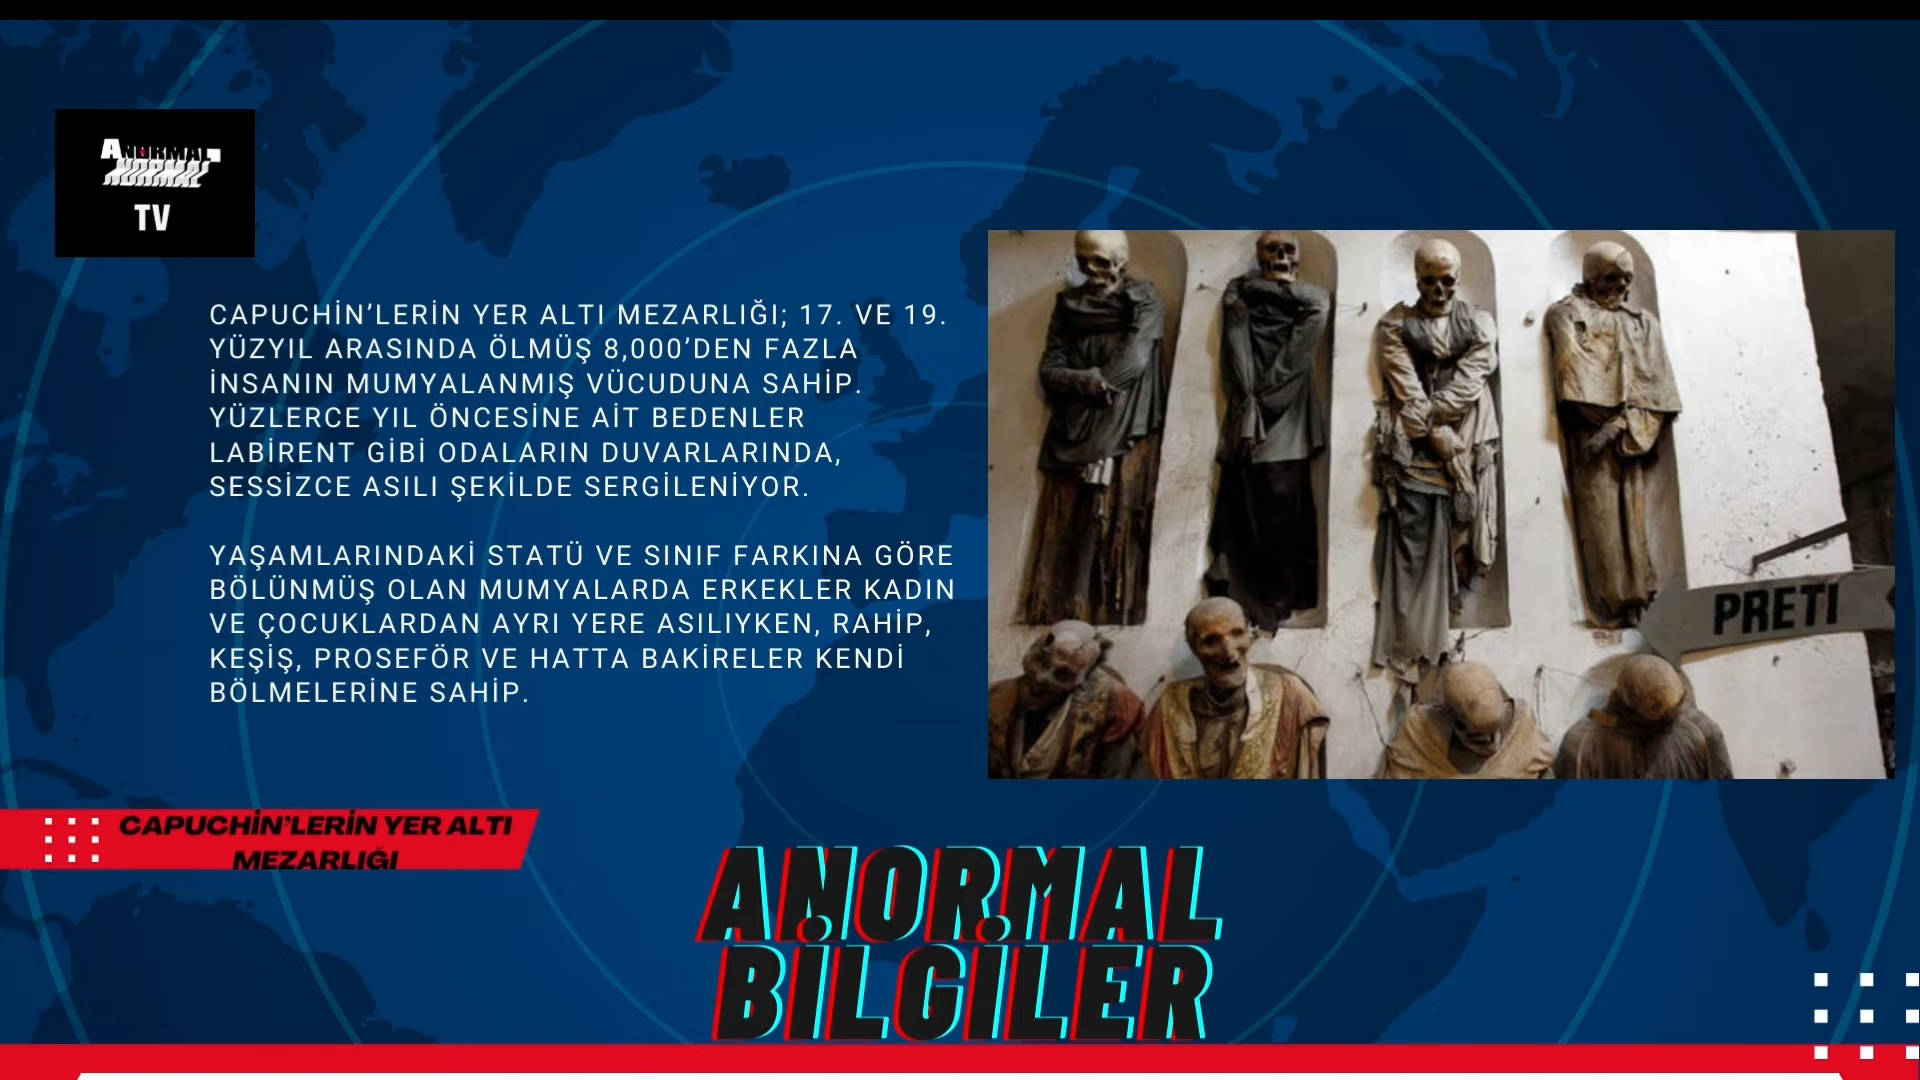 ANORMAL
NORMAL
TV
CAPUCHİN’LERİN YER ALTI MEZARLIĞI; 17. VE 19.
YÜZYIL ARASINDA ÖLMÜŞ 8,000’DEN FAZLA
İNSANIN MUMYALANMIŞ VÜCUDUNA SAHİP.
YÜZLERCE YIL ÖNCESİNE AİT BEDENLER
LABİRENT GİBİ ODALARIN DUVARLARINDA,
SESSİZCE ASILI ŞEKİLDE SERGİLENİYOR.
YAŞAMLARINDAKİ STATÜ VE SINIF FARKINA GÖRE
BÖLÜNMÜŞ OLAN MUMYALARDA ERKEKLER KADIN
VE ÇOCUKLARDAN AYRI YERE ASILIYKEN, RAHİP,
KEŞİŞ, PROSEFÖR VE HATTA BAKİRELER KENDİ
BÖLMELERİNE SAHİP.
PRETI
CAPUCHİN’LERİN YER ALTI
MEZARLIĞI
ANORMAL
BİLGİLER